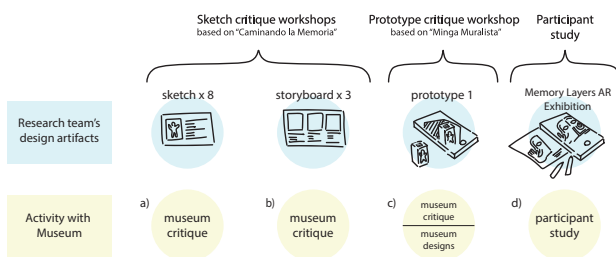 Sketch critique workshops
based on “Caminando la Memoria”
Prototype critique workshop
based on “Minga Muralista”
Participant
study
sketch x 8
storyboard x 3
prototype 1
Memory Layers AR
Exhibition
Research team’s
design artifacts
Activity with
Museum
a)
museum
critique
b)
museum
critique
c)
museum
critique
museum
designs
d)
participant
study